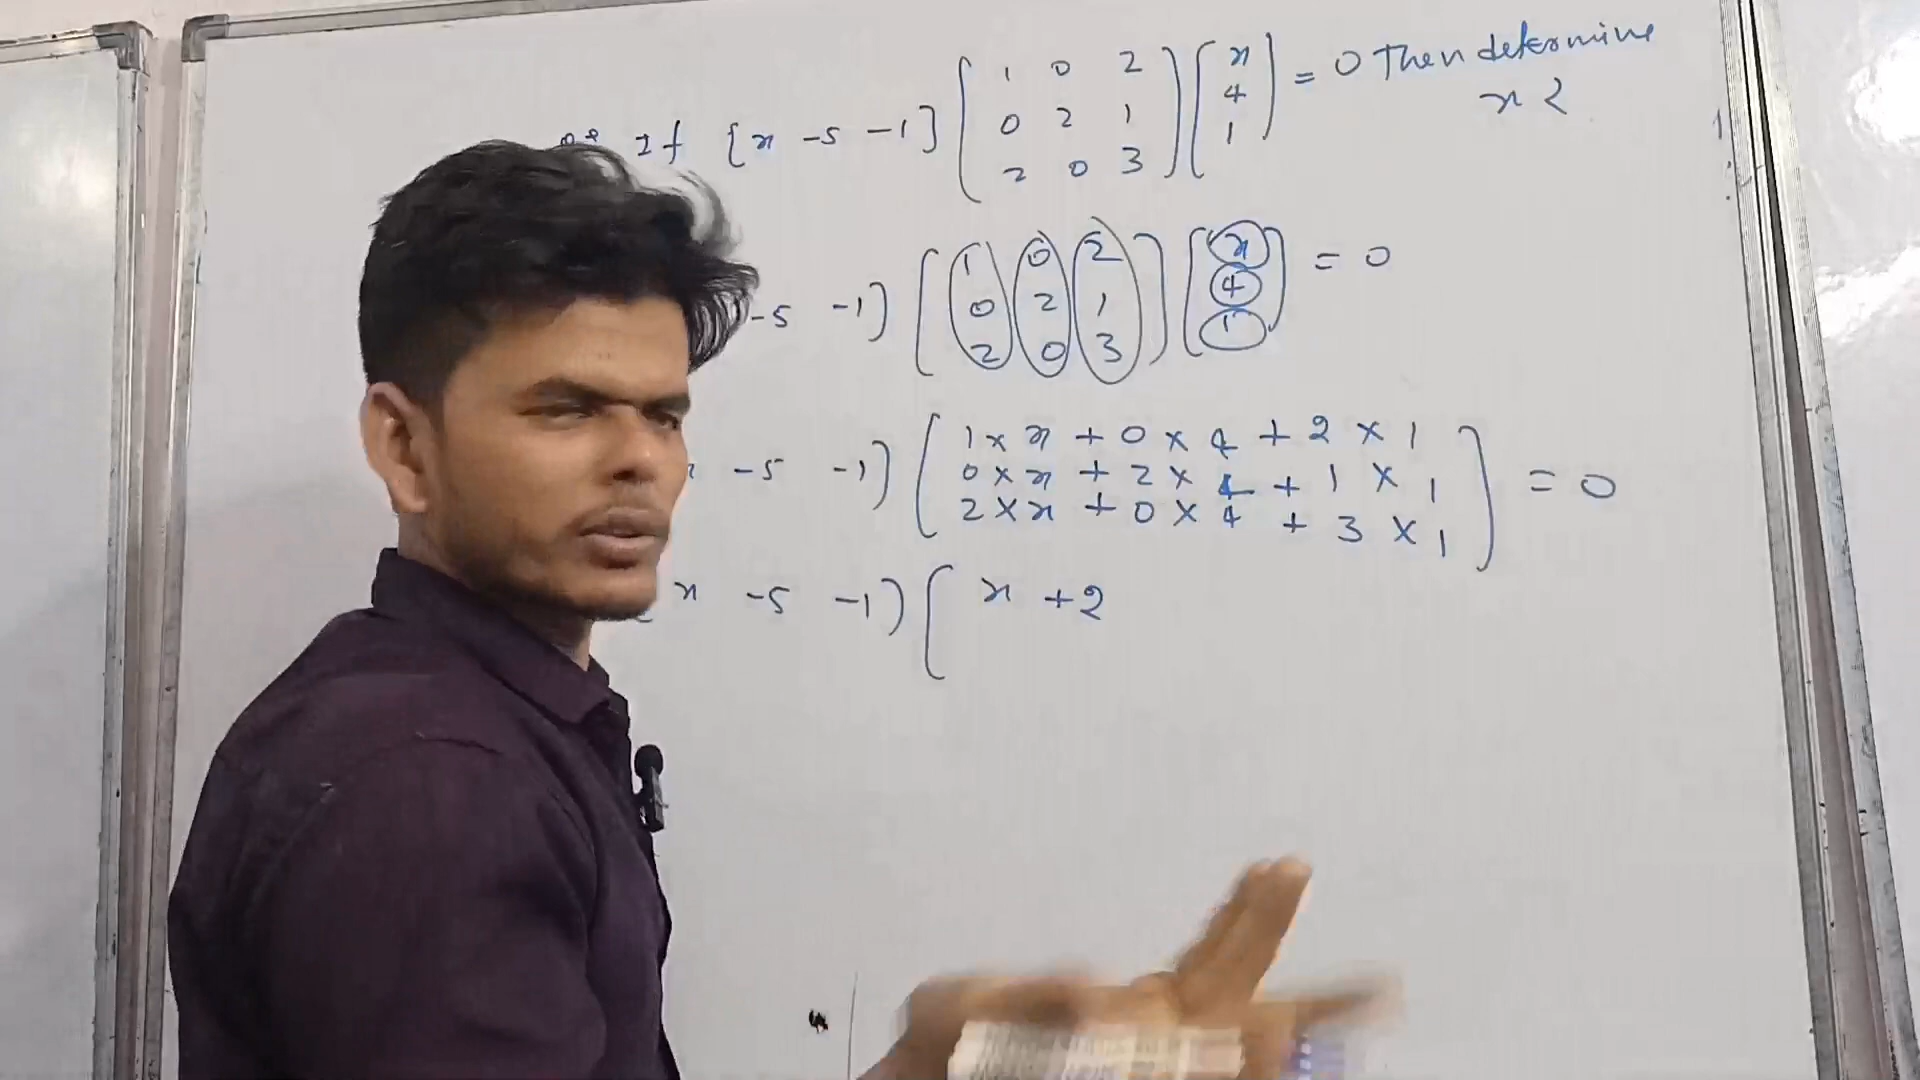 If [x -5 -1] [1 0 2 [x = 0 Then determine
0 2 1 4 x ?
2 0 3] 1]
-5 -1) [1 0 2 [x = 0
0 2 1 4
2 0 3] 1]
-5 -1) [1 × x + 0 × 4 + 2 × 1
0 × x + 2 × 4 + 1 × 1 = 0
2 × x + 0 × 4 + 3 × 1]
x -5 -1) [x + 2